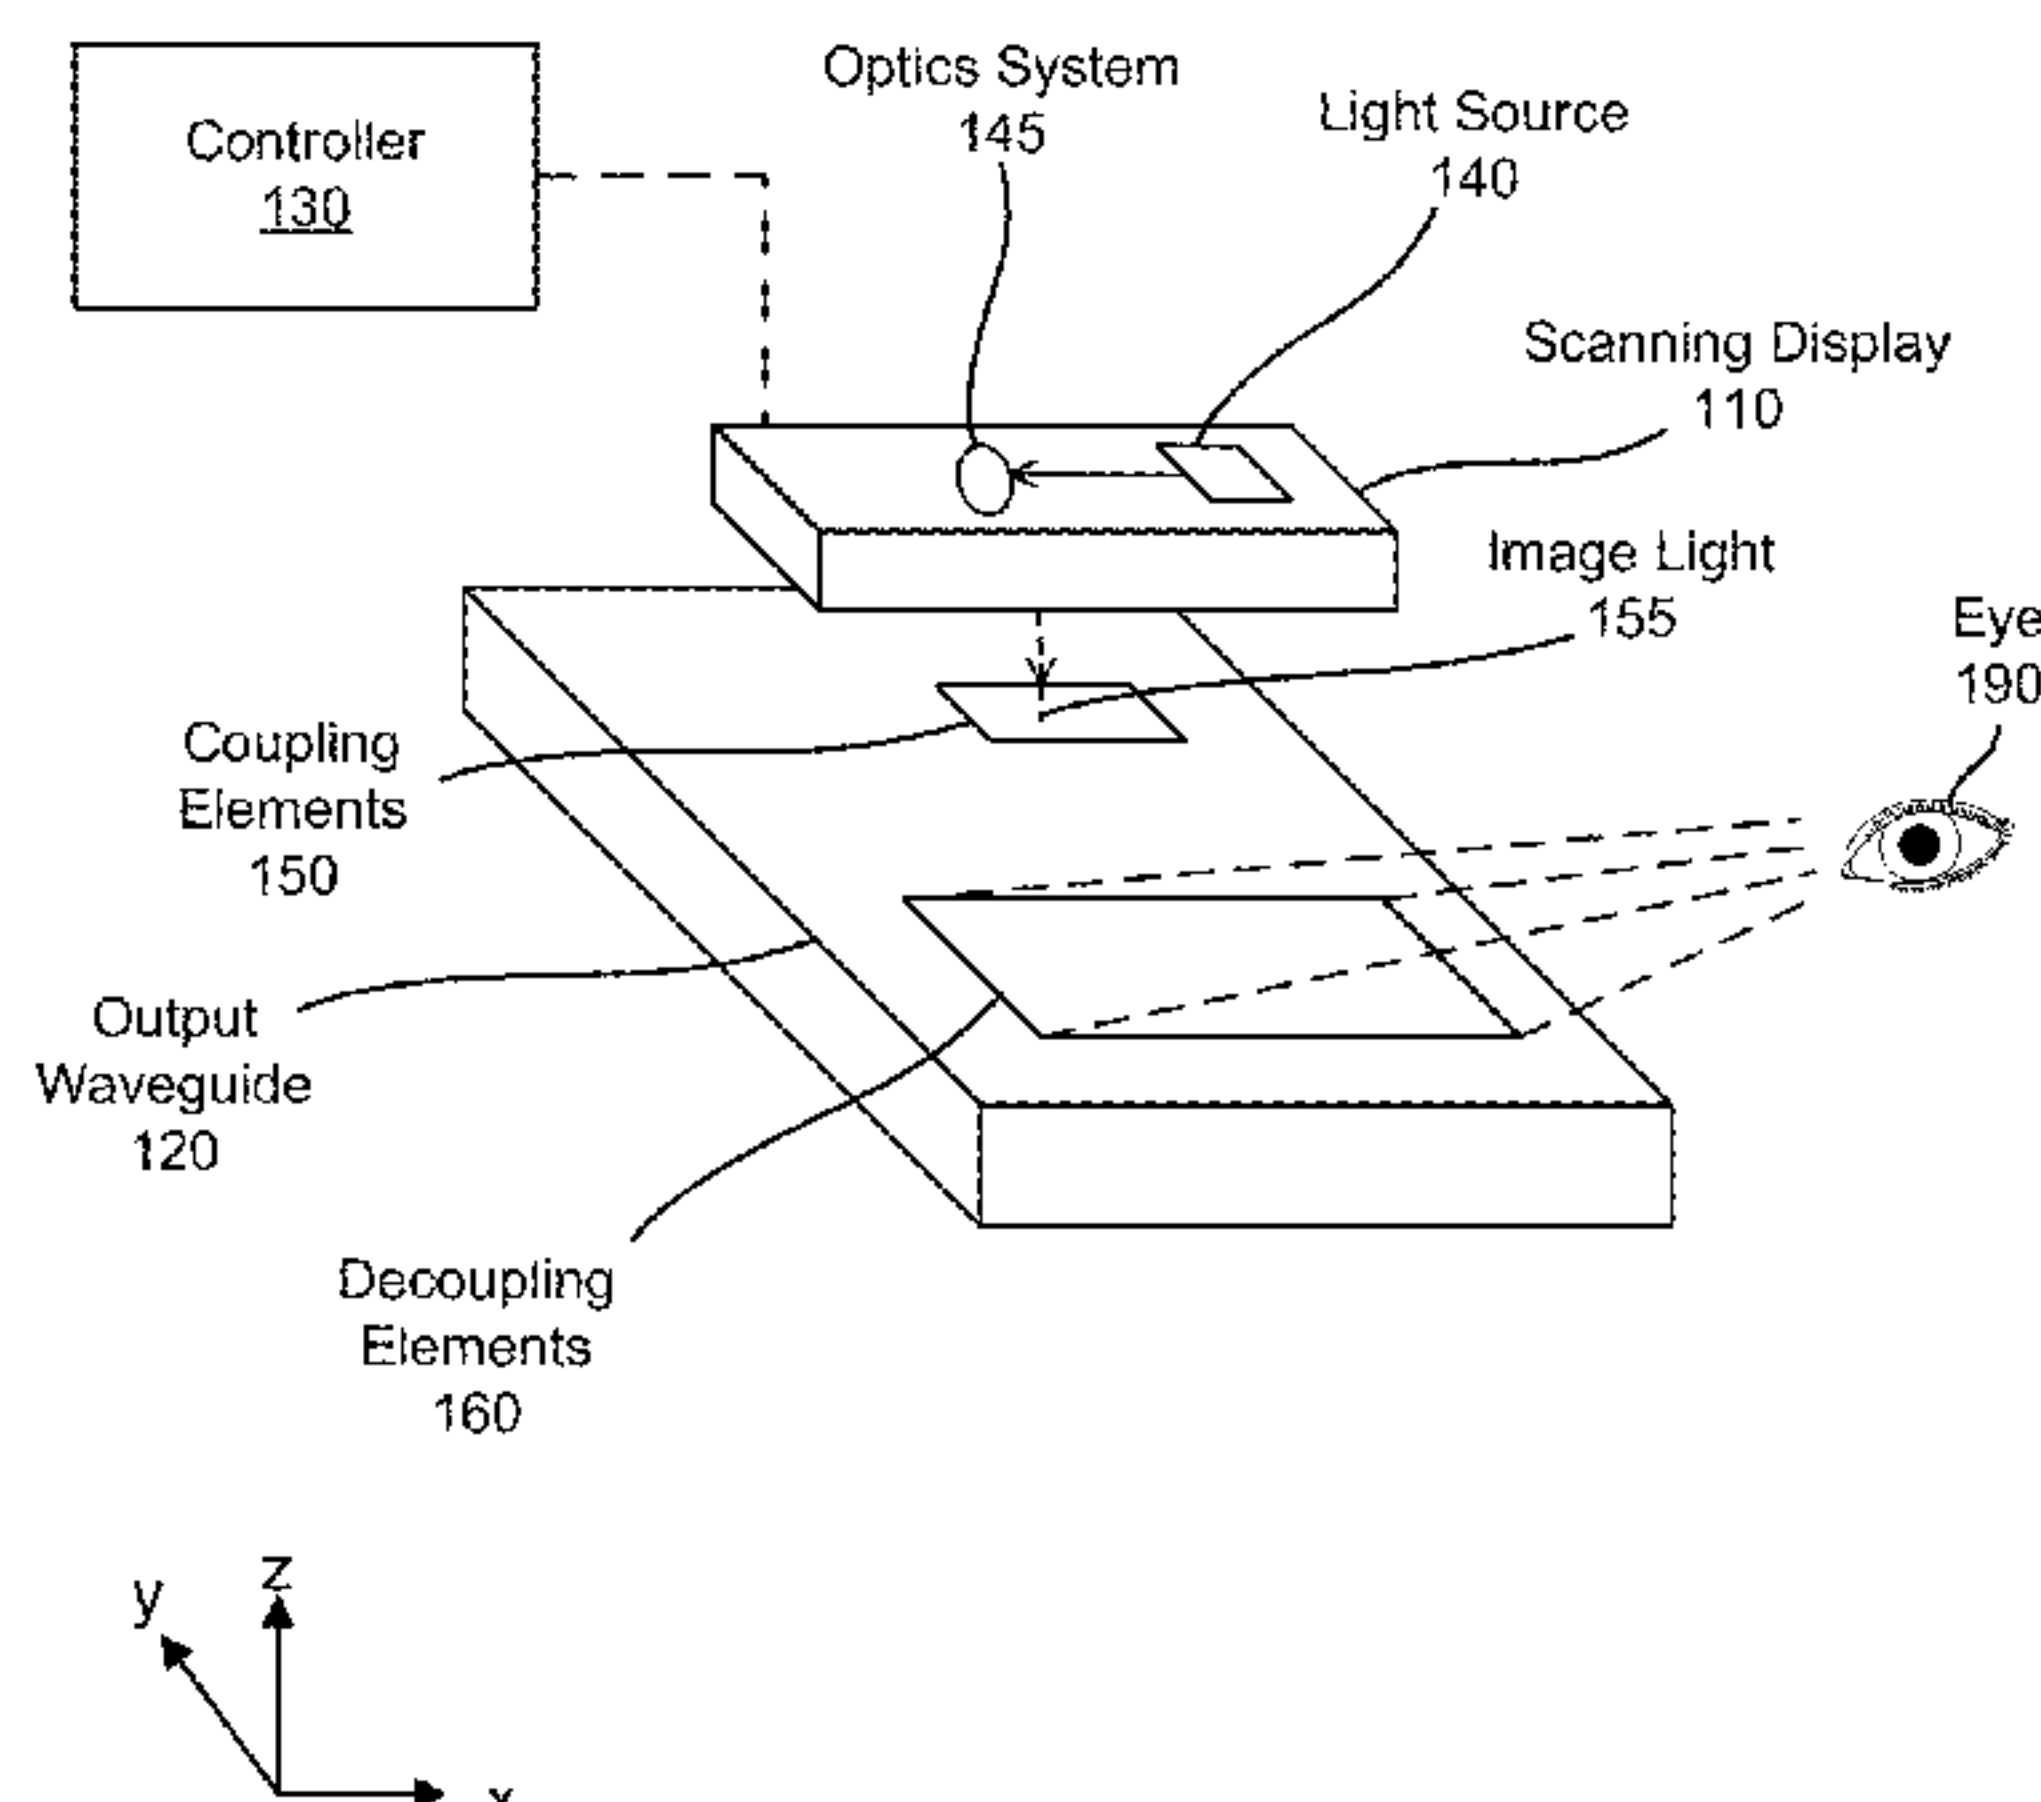 Optics System
145
Light Source
140
Controller
130
Scanning Display
110
Image Light
155
Eye
190
Coupling
Elements
150
Output
Waveguide
120
Decoupling
Elements
160
y
z
x